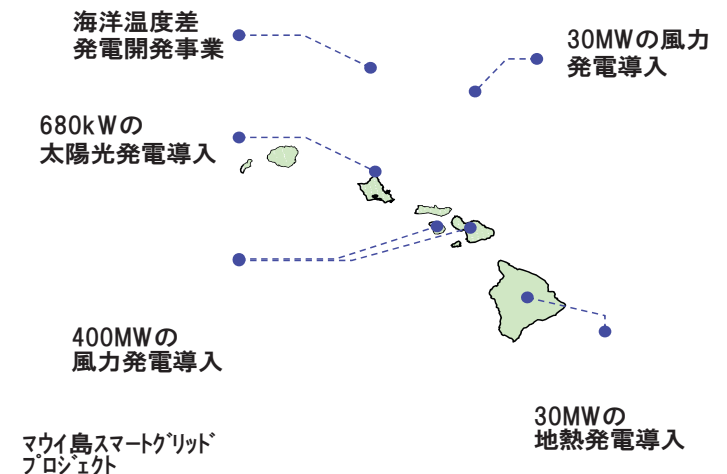 海洋温度差
発電開発事業
30MWの風力
発電導入
680kWの
太陽光発電導入
400MWの
風力発電導入
30MWの
地熱発電導入
マウイ島スマートグリッド
プロジェクト